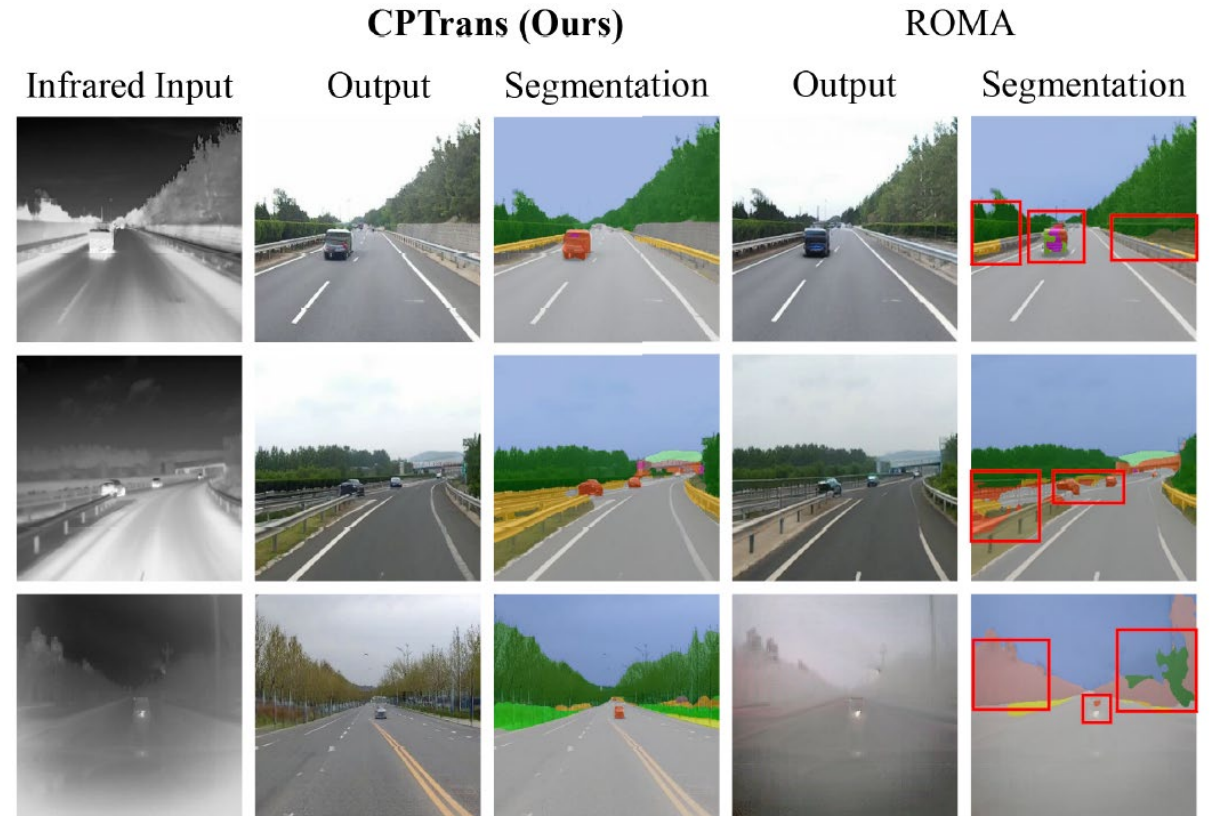 CPTrans (Ours) ROMA
Infrared Input Output Segmentation Output Segmentation